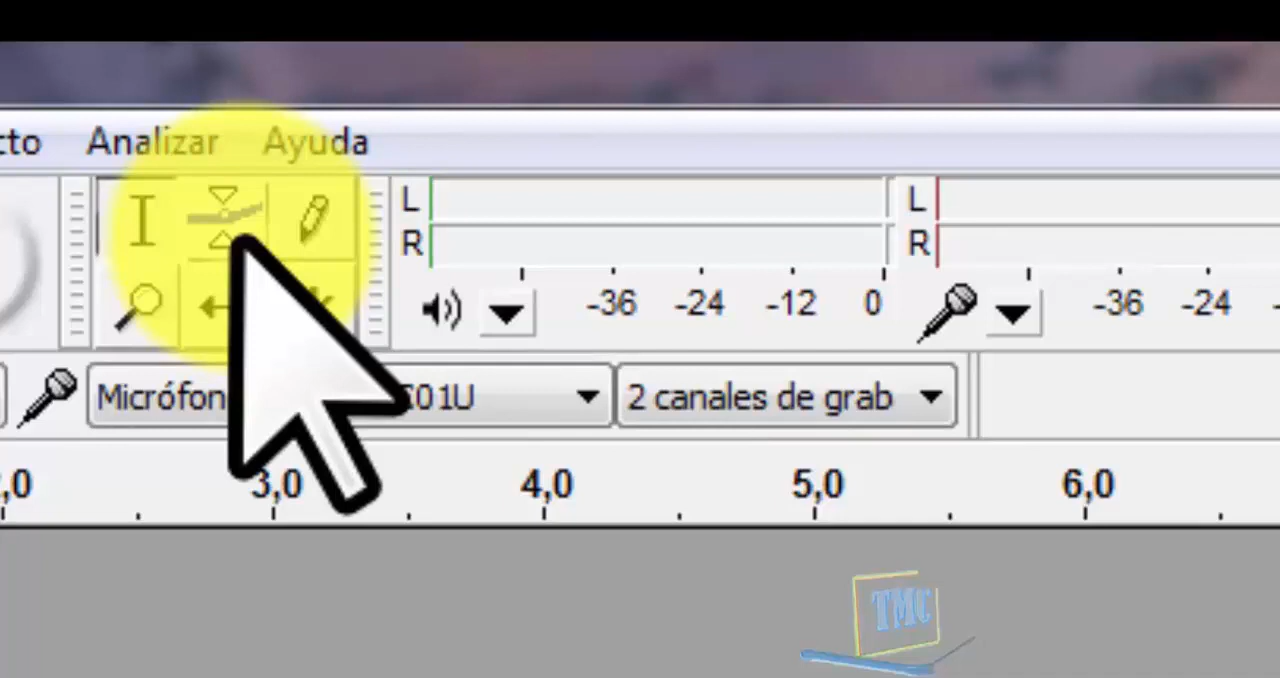 cto Analizar Ayuda
L L
R R
-36 -24 -12 0 -36 -24
Micrófon 01U 2 canales de grab
,0 3,0 4,0 5,0 6,0
TMC